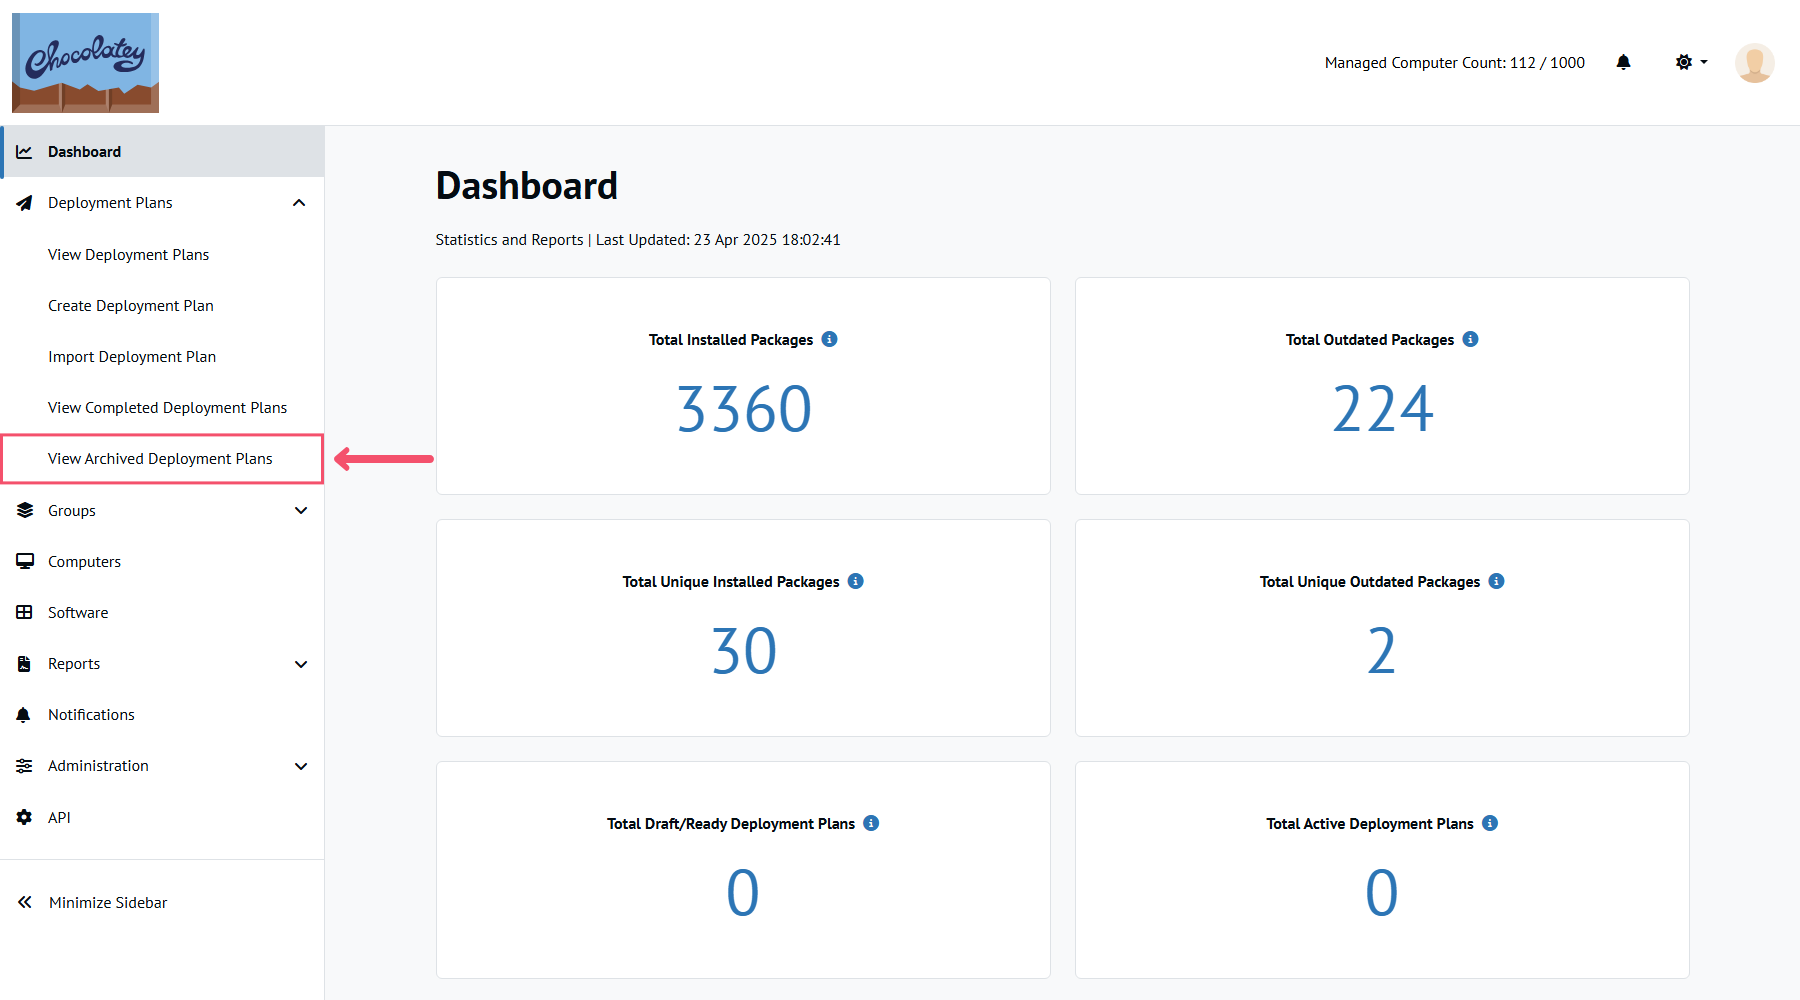 Chocolatey
Managed Computer Count: 112 / 1000
Dashboard
Deployment Plans
View Deployment Plans
Create Deployment Plan
Import Deployment Plan
View Completed Deployment Plans
View Archived Deployment Plans
Groups
Computers
Software
Reports
Notifications
Administration
API
Minimize Sidebar
Dashboard
Statistics and Reports | Last Updated: 23 Apr 2025 18:02:41
Total Installed Packages
3360
Total Outdated Packages
224
Total Unique Installed Packages
30
Total Unique Outdated Packages
2
Total Draft/Ready Deployment Plans
0
Total Active Deployment Plans
0